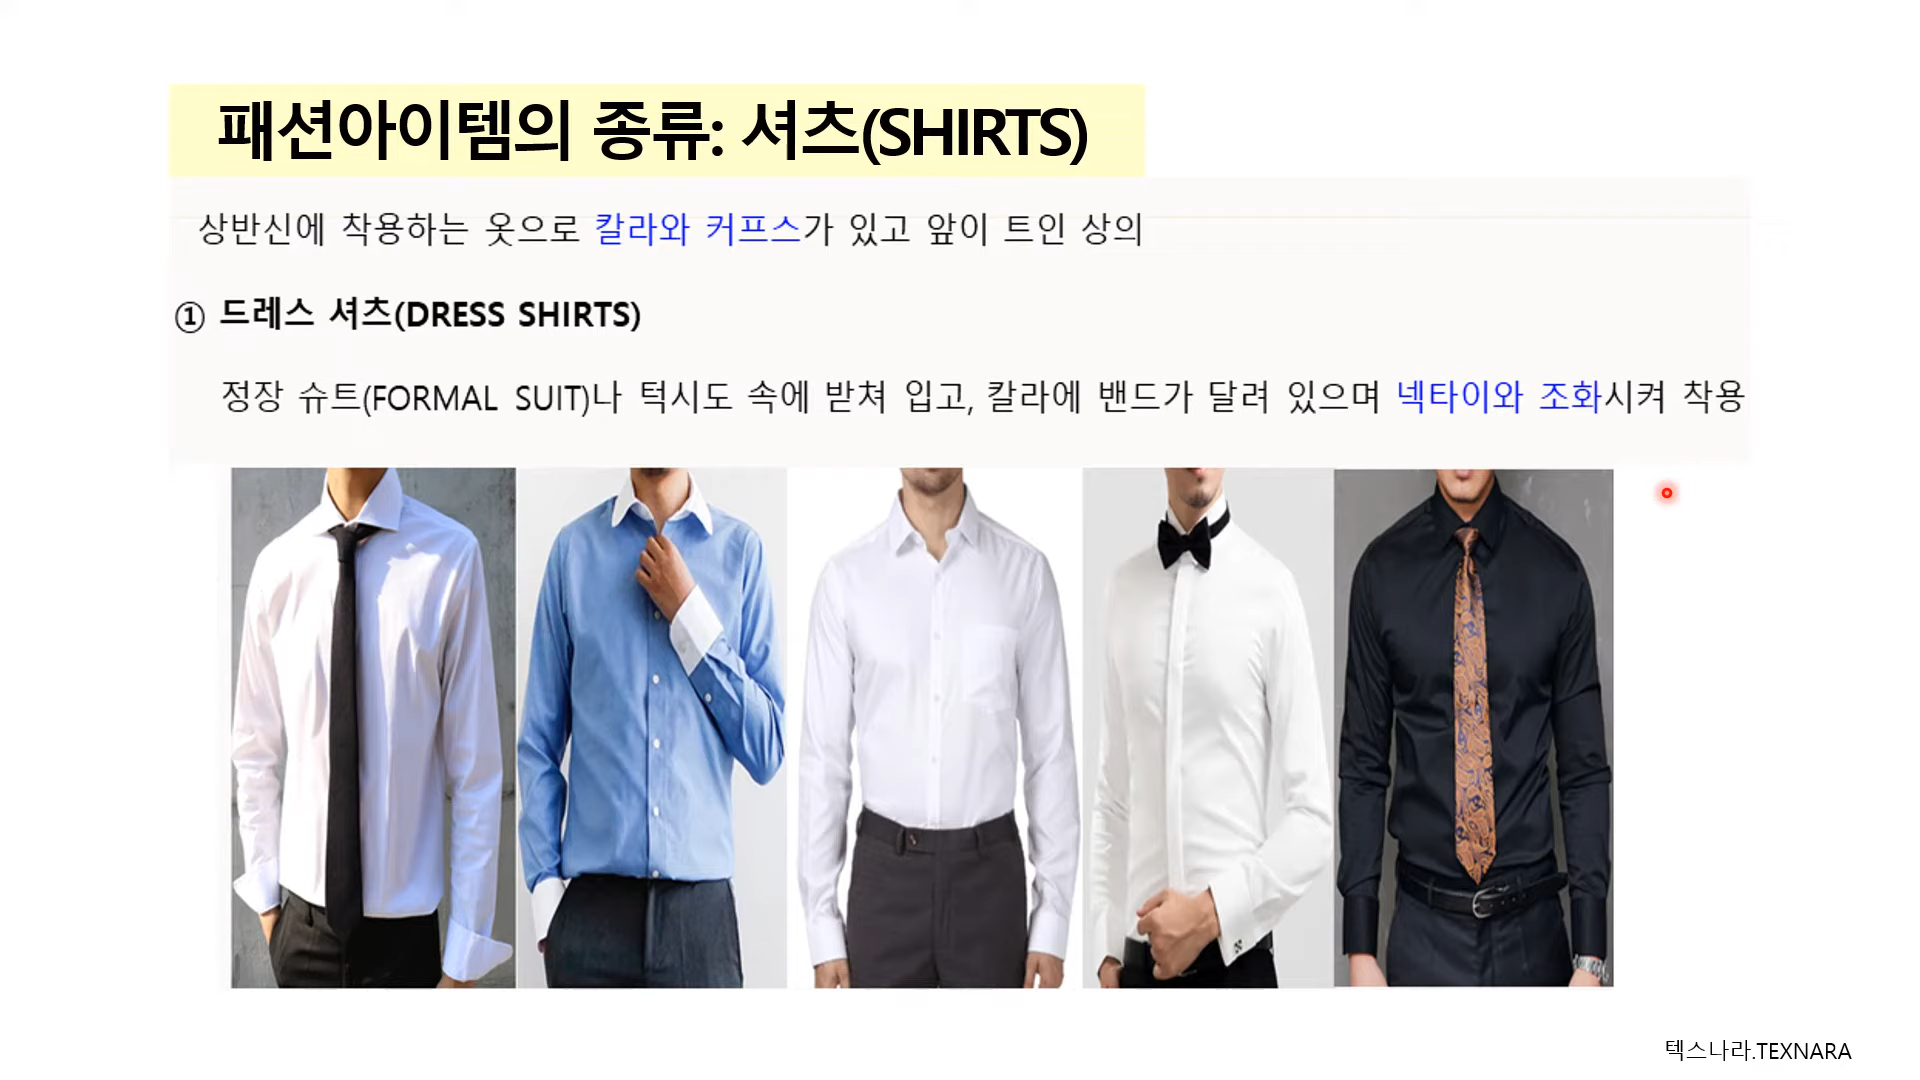 패션아이템의 종류: 셔츠(SHIRTS)
상반신에 착용하는 옷으로 칼라와 커프스가 있고 앞이 트인 상의
① 드레스 셔츠(DRESS SHIRTS)
정장 슈트(FORMAL SUIT)나 턱시도 속에 받쳐 입고, 칼라에 밴드가 달려 있으며 넥타이와 조화시켜 착용
텍스나라.TEXNARA